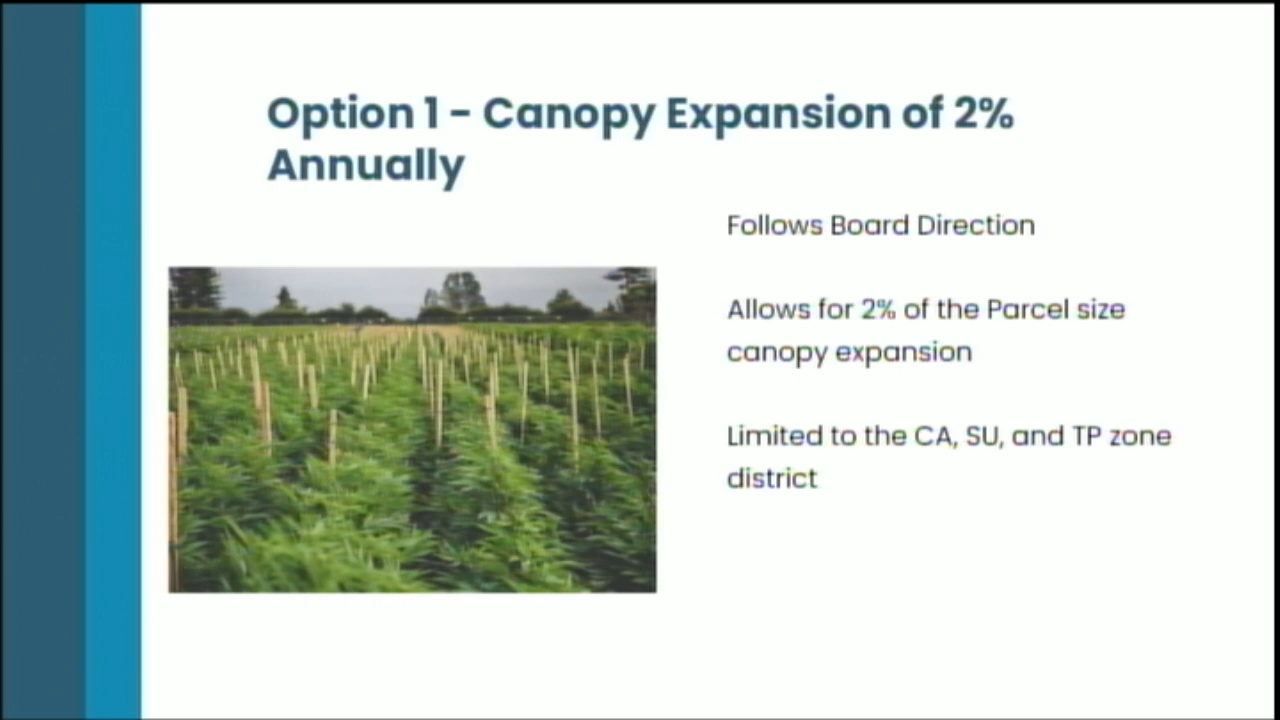 Option 1 - Canopy Expansion of 2%
Annually
Follows Board Direction
Allows for 2% of the Parcel size
canopy expansion
Limited to the CA, SU, and TP zone
district